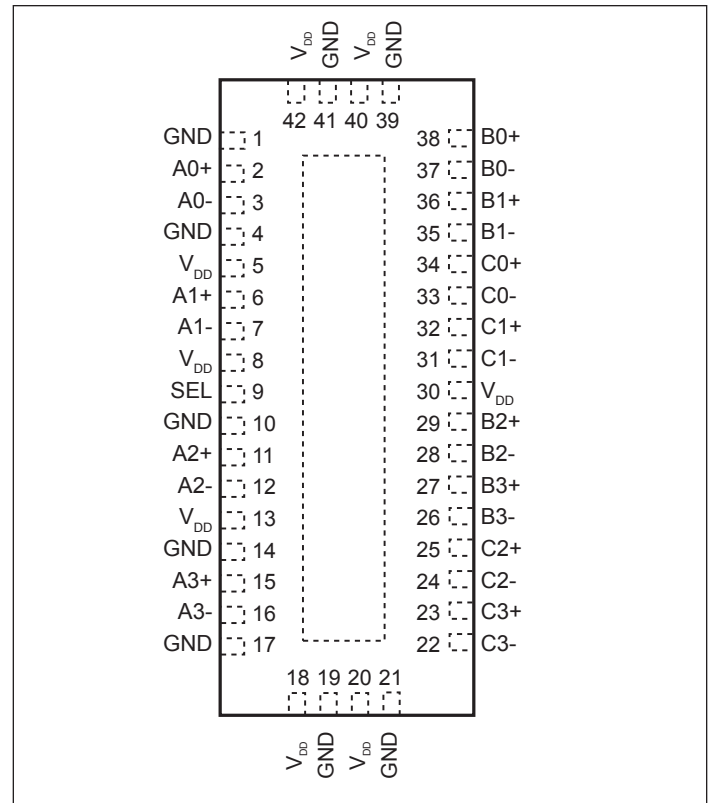 VDD GND VDD GND
42 41 40 39
GND 1 38 B0+
A0+ 2 37 B0-
A0- 3 36 B1+
GND 4 35 B1-
VDD 5 34 C0+
A1+ 6 33 C0-
A1- 7 32 C1+
VDD 8 31 C1-
SEL 9 30 VDD
GND 10 29 B2+
A2+ 11 28 B2-
A2- 12 27 B3+
VDD 13 26 B3-
GND 14 25 C2+
A3+ 15 24 C2-
A3- 16 23 C3+
GND 17 22 C3-
18 19 20 21
VDD GND VDD GND